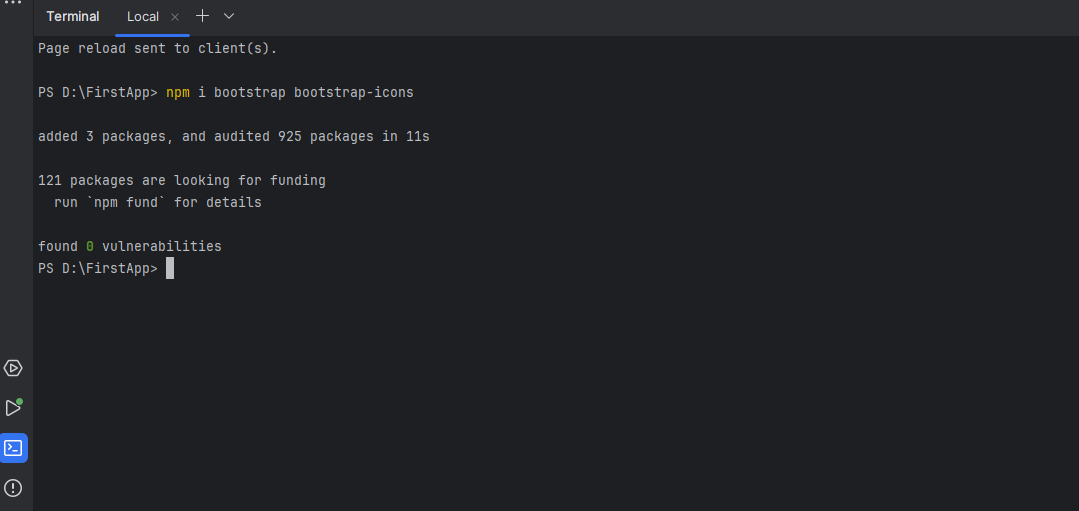 Terminal
Local
Page reload sent to client(s).
PS D:\FirstApp> npm i bootstrap bootstrap-icons
added 3 packages, and audited 925 packages in 11s
121 packages are looking for funding
  run `npm fund` for details
found 0 vulnerabilities
PS D:\FirstApp>